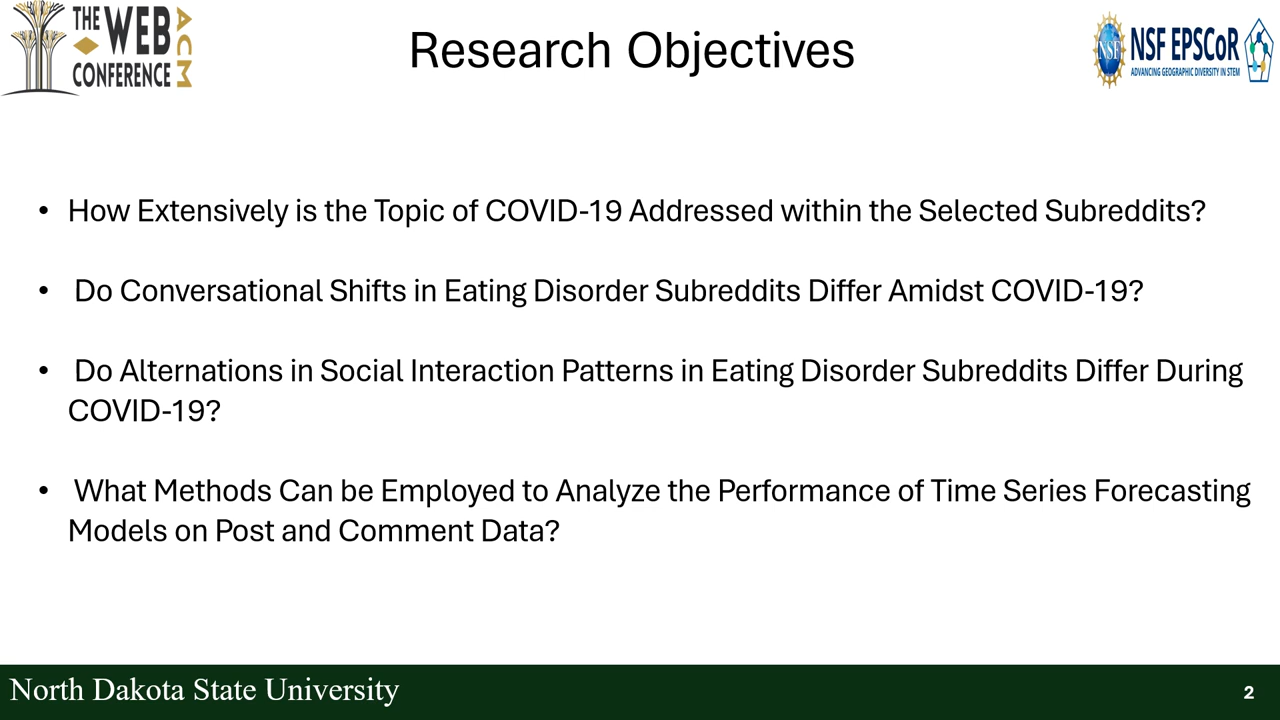 THE
WEB
CONFERENCE
ACM
Research Objectives
NSF
NSF EPSCoR
ADVANCING GEOGRAPHIC DIVERSITY IN STEM
• How Extensively is the Topic of COVID-19 Addressed within the Selected Subreddits?
• Do Conversational Shifts in Eating Disorder Subreddits Differ Amidst COVID-19?
• Do Alternations in Social Interaction Patterns in Eating Disorder Subreddits Differ During
COVID-19?
• What Methods Can be Employed to Analyze the Performance of Time Series Forecasting
Models on Post and Comment Data?
North Dakota State University
2